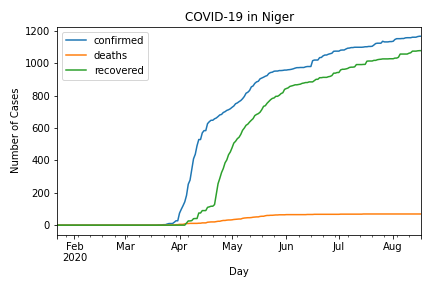 COVID-19 in Niger
1200
1000
800
600
400
200
0
Number of Cases
confirmed
deaths
recovered
Feb Mar Apr May Jun Jul Aug
2020
Day